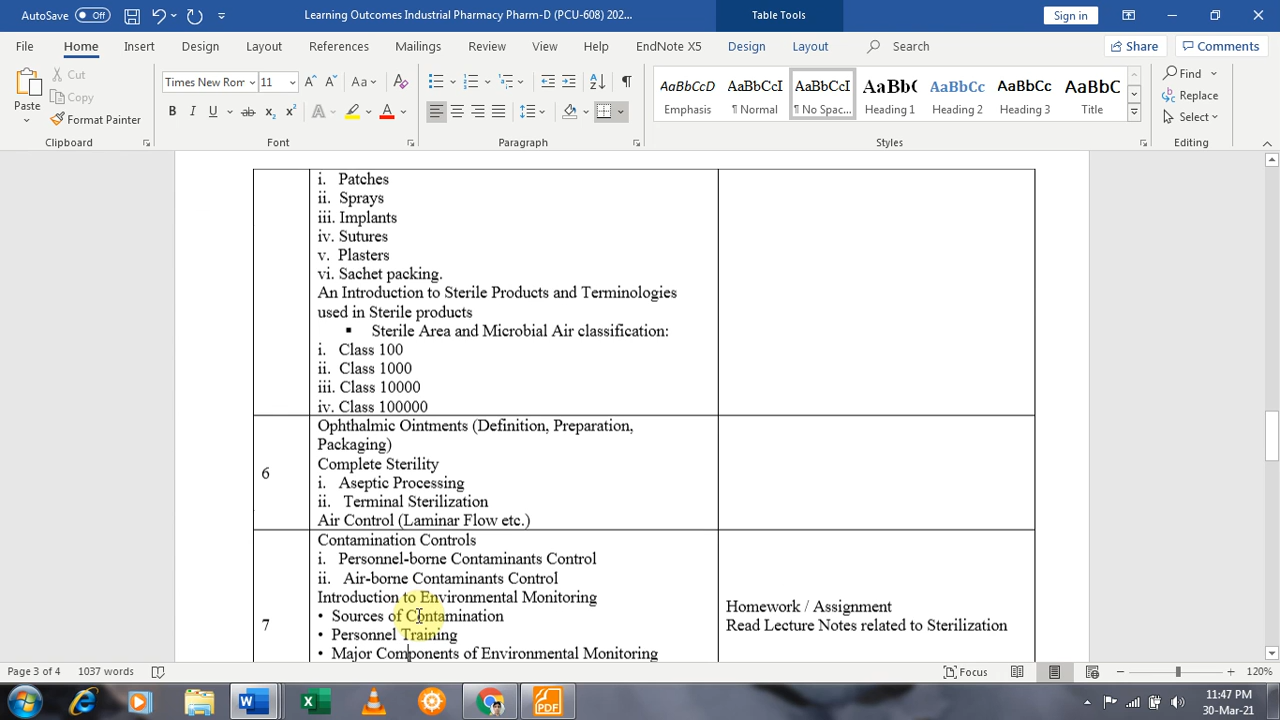 AutoSave Off Learning Outcomes Industrial Pharmacy Pharm-D (PCU-608) 202... Table Tools Sign in
File Home Insert Design Layout References Mailings Review View Help EndNote X5 Design Layout Search Share Comments
Paste Cut Copy Format Painter
Times New Rom 11
AaBbCcD Emphasis AaBbCcI ¶ Normal AaBbCcI ¶ No Spac... AaBb( Heading 1 AaBbCc Heading 2 AaBbCc Heading 3 AaBbC Title
Find Replace Select
Clipboard Font Paragraph Styles Editing
i. Patches
ii. Sprays
iii. Implants
iv. Sutures
v. Plasters
vi. Sachet packing.
An Introduction to Sterile Products and Terminologies
used in Sterile products
▪ Sterile Area and Microbial Air classification:
i. Class 100
ii. Class 1000
iii. Class 10000
iv. Class 100000
6
Ophthalmic Ointments (Definition, Preparation,
Packaging)
Complete Sterility
i. Aseptic Processing
ii. Terminal Sterilization
Air Control (Laminar Flow etc.)
7
Contamination Controls
i. Personnel-borne Contaminants Control
ii. Air-borne Contaminants Control
Introduction to Environmental Monitoring
• Sources of Contamination
• Personnel Training
• Major Components of Environmental Monitoring
Homework / Assignment
Read Lecture Notes related to Sterilization
Page 3 of 4 1037 words Focus 120%
11:47 PM
30-Mar-21